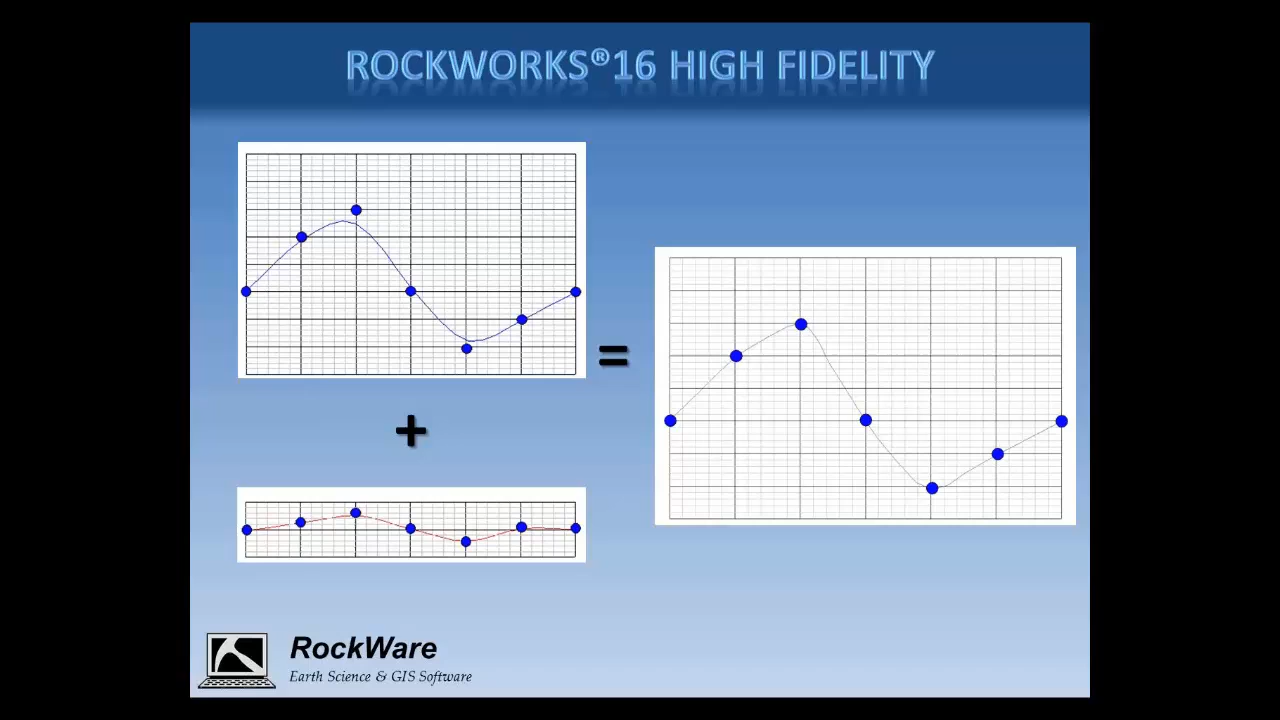 ROCKWORKS®16 HIGH FIDELITY
+
=
RockWare
Earth Science & GIS Software